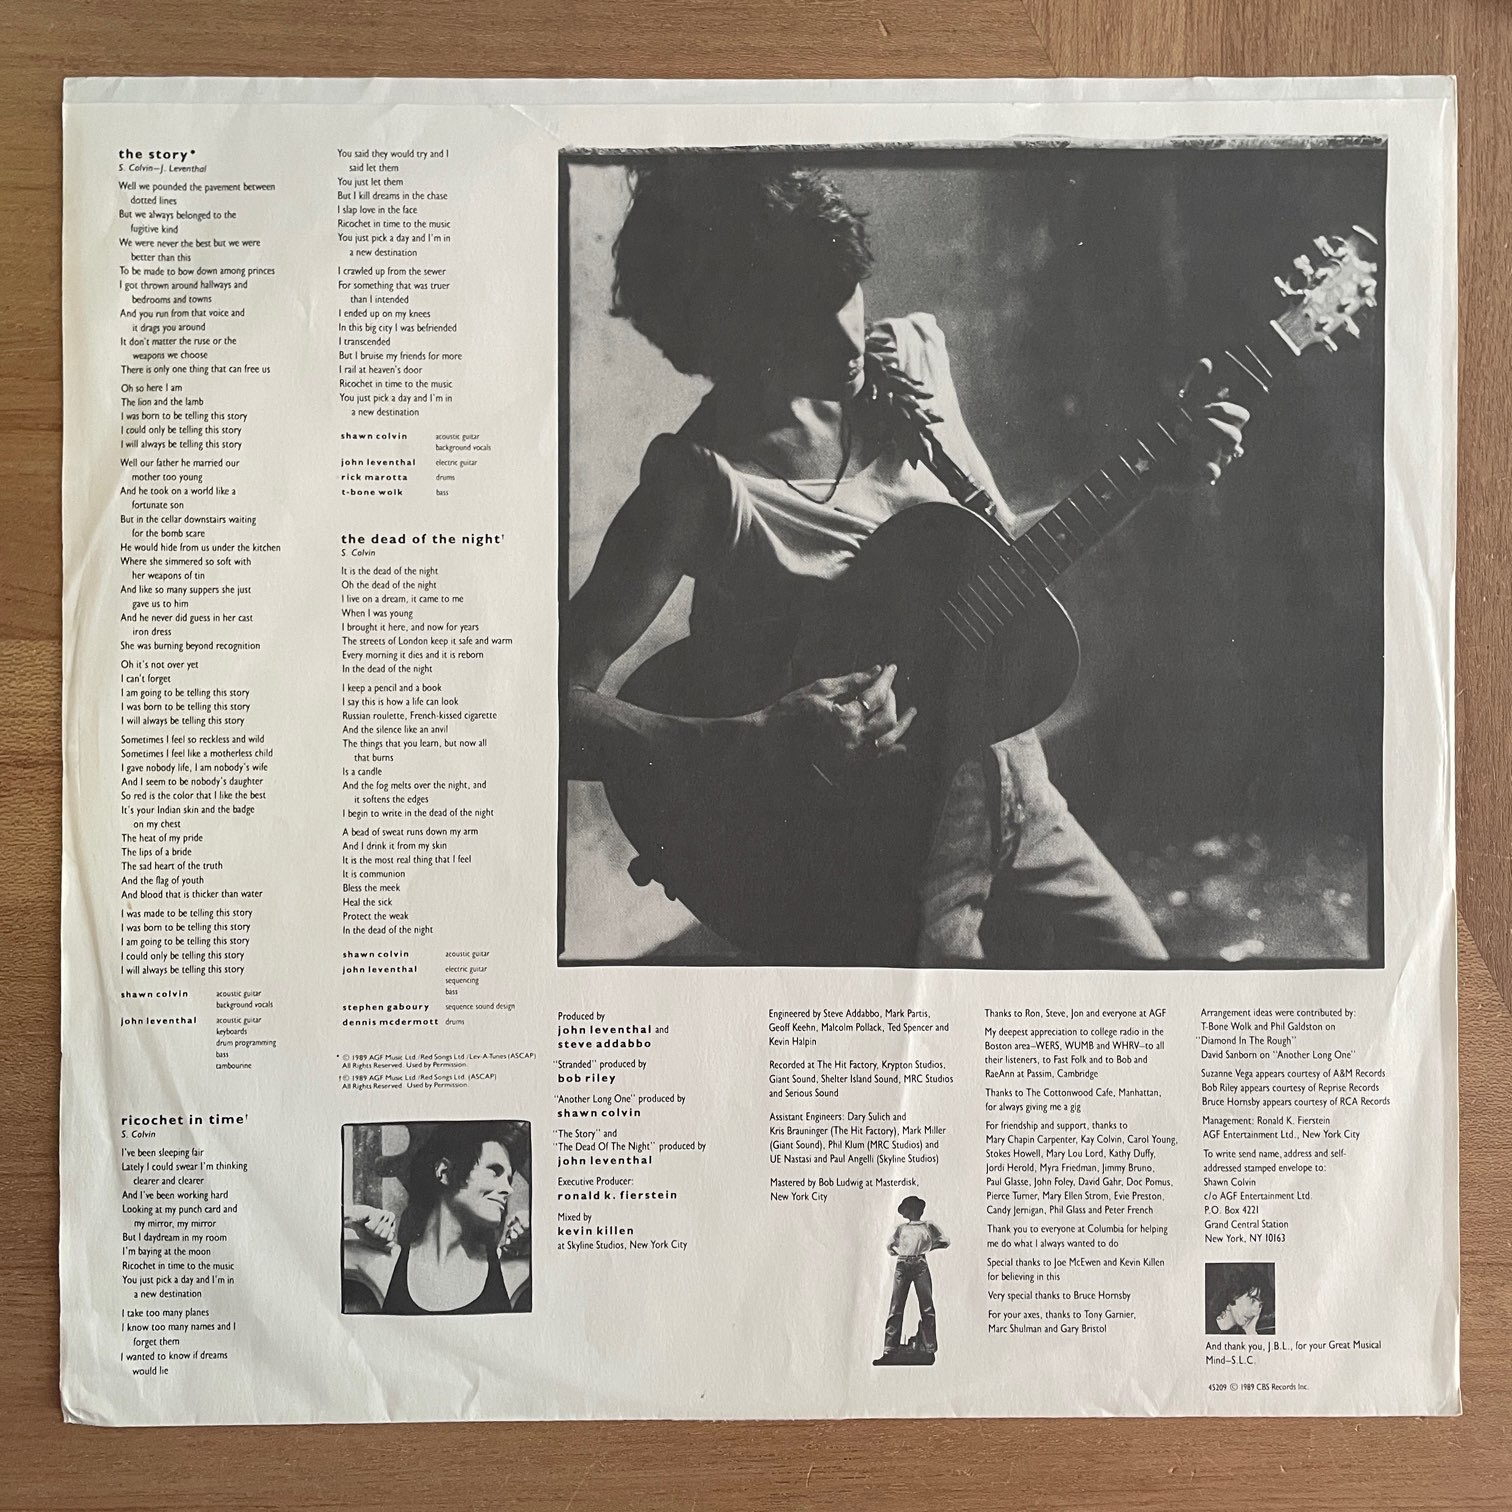 the story*
S. Colvin–J. Leventhal
Well we pounded the pavement between
dotted lines
But we always belonged to the
fugitive kind
We were never the best but we were
better than this
To be made to bow down among princes
I got thrown around hallways and
bedrooms and towns
And you run from that voice and
it drags you around
It don't matter the ruse or the
weapons we choose
There is only one thing that can free us
Oh so here I am
The lion and the lamb
I was born to be telling this story
I could only be telling this story
I will always be telling this story
Well our father he married our
mother too young
And he took on a world like a
fortunate son
But in the cellar downstairs waiting
for the bomb scare
He would hide from us under the kitchen
Where she simmered so soft with
her weapons of tin
And like so many suppers she just
gave us to him
And he never did guess in her cast
iron dress
She was burning beyond recognition
Oh it's not over yet
I can't forget
I am going to be telling this story
I was born to be telling this story
I will always be telling this story
Sometimes I feel so reckless and wild
Sometimes I feel like a motherless child
I gave nobody life, I am nobody's wife
And I seem to be nobody's daughter
So red is the color that I like the best
It's your Indian skin and the badge
on my chest
The heat of my pride
The lips of a bride
The sad heart of the truth
And the flag of youth
And blood that is thicker than water
I was made to be telling this story
I was born to be telling this story
I am going to be telling this story
I could only be telling this story
I will always be telling this story
shawn colvin acoustic guitar
background vocals
john leventhal acoustic guitar
keyboards
drum programming
bass
tambourine
ricochet in time†
S. Colvin
I've been sleeping fair
Lately I could swear I'm thinking
clearer and clearer
And I've been working hard
Looking at my punch card and
my mirror, my mirror
But I daydream in my room
I'm baying at the moon
Ricochet in time to the music
You just pick a day and I'm in
a new destination
I take too many planes
I know too many names and I
forget them
I wanted to know if dreams
would lie
You said they would try and I
said let them
You just let them
But I kill dreams in the chase
I slap love in the face
Ricochet in time to the music
You just pick a day and I'm in
a new destination
I crawled up from the sewer
For something that was truer
than I intended
I ended up on my knees
In this big city I was befriended
I transcended
But I bruise my friends for more
I rail at heaven's door
Ricochet in time to the music
You just pick a day and I'm in
a new destination
shawn colvin acoustic guitar
background vocals
john leventhal electric guitar
rick marotta drums
t-bone wolk bass
the dead of the night†
S. Colvin
It is the dead of the night
Oh the dead of the night
I live on a dream, it came to me
When I was young
I brought it here, and now for years
The streets of London keep it safe and warm
Every morning it dies and it is reborn
In the dead of the night
I keep a pencil and a book
I say this is how a life can look
Russian roulette, French-kissed cigarette
And the silence like an anvil
The things that you learn, but now all
that burns
Is a candle
And the fog melts over the night, and
it softens the edges
I begin to write in the dead of the night
A bead of sweat runs down my arm
And I drink it from my skin
It is the most real thing that I feel
It is communion
Bless the meek
Heal the sick
Protect the weak
In the dead of the night
shawn colvin acoustic guitar
john leventhal electric guitar
sequencing
bass
stephen gaboury sequence sound design
dennis mcdermott drums
* © 1989 AGF Music Ltd./Red Songs Ltd./Lev-A-Tunes (ASCAP)
All Rights Reserved. Used by Permission.
† © 1989 AGF Music Ltd./Red Songs Ltd. (ASCAP)
All Rights Reserved. Used by Permission.
Produced by
john leventhal and
steve addabbo
"Stranded" produced by
bob riley
"Another Long One" produced by
shawn colvin
"The Story" and
"The Dead Of The Night" produced by
john leventhal
Executive Producer:
ronald k. fierstein
Mixed by
kevin killen
at Skyline Studios, New York City
Engineered by Steve Addabbo, Mark Partis,
Geoff Keehn, Malcolm Pollack, Ted Spencer and
Kevin Halpin
Recorded at The Hit Factory, Krypton Studios,
Giant Sound, Shelter Island Sound, MRC Studios
and Serious Sound
Assistant Engineers: Dary Sulich and
Kris Brauninger (The Hit Factory), Mark Miller
(Giant Sound), Phil Klum (MRC Studios) and
UE Nastasi and Paul Angelli (Skyline Studios)
Mastered by Bob Ludwig at Masterdisk,
New York City
Thanks to Ron, Steve, Jon and everyone at AGF
My deepest appreciation to college radio in the
Boston area–WERS, WUMB and WHRV–to all
their listeners, to Fast Folk and to Bob and
RaeAnn at Passim, Cambridge
Thanks to The Cottonwood Cafe, Manhattan,
for always giving me a gig
For friendship and support, thanks to
Mary Chapin Carpenter, Kay Colvin, Carol Young,
Stokes Howell, Mary Lou Lord, Kathy Duffy,
Jordi Herold, Myra Friedman, Jimmy Bruno,
Paul Glasse, John Foley, David Gahr, Doc Pomus,
Pierce Turner, Mary Ellen Strom, Evie Preston,
Candy Jernigan, Phil Glass and Peter French
Thank you to everyone at Columbia for helping
me do what I always wanted to do
Special thanks to Joe McEwen and Kevin Killen
for believing in this
Very special thanks to Bruce Hornsby
For your axes, thanks to Tony Garnier,
Marc Shulman and Gary Bristol
Arrangement ideas were contributed by:
T-Bone Wolk and Phil Galdston on
"Diamond In The Rough"
David Sanborn on "Another Long One"
Suzanne Vega appears courtesy of A&M Records
Bob Riley appears courtesy of Reprise Records
Bruce Hornsby appears courtesy of RCA Records
Management: Ronald K. Fierstein
AGF Entertainment Ltd., New York City
To write send name, address and self-
addressed stamped envelope to:
Shawn Colvin
c/o AGF Entertainment Ltd.
P.O. Box 4221
Grand Central Station
New York, NY 10163
And thank you, J.B.L., for your Great Musical
Mind–S.L.C.
45209 © 1989 CBS Records Inc.